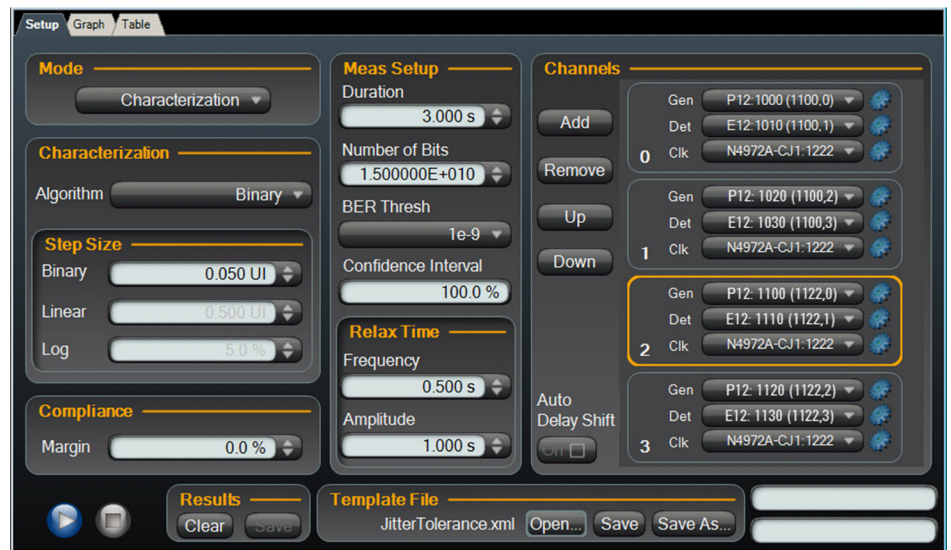 Setup Graph Table
Mode
Characterization
Characterization
Algorithm Binary
Step Size
Binary 0.050 UI
Linear 0.500 UI
Log 5.0 %
Compliance
Margin 0.0 %
Meas Setup
Duration
3.000 s
Number of Bits
1.500000E+010
BER Thresh
1e-9
Confidence Interval
100.0 %
Relax Time
Frequency
0.500 s
Amplitude
1.000 s
Channels
Add
Remove
Up
Down
Auto
Delay Shift
On
0
Gen P12:1000 (1100,0)
Det E12:1010 (1100,1)
Clk N4972A-CJ1:1222
1
Gen P12: 1020 (1100,2)
Det E12: 1030 (1100,3)
Clk N4972A-CJ1:1222
2
Gen P12: 1100 (1122,0)
Det E12: 1110 (1122,1)
Clk N4972A-CJ1:1222
3
Gen P12: 1120 (1122,2)
Det E12: 1130 (1122,3)
Clk N4972A-CJ1:1222
Results
Clear Save
Template File
JitterTolerance.xml Open... Save Save As...